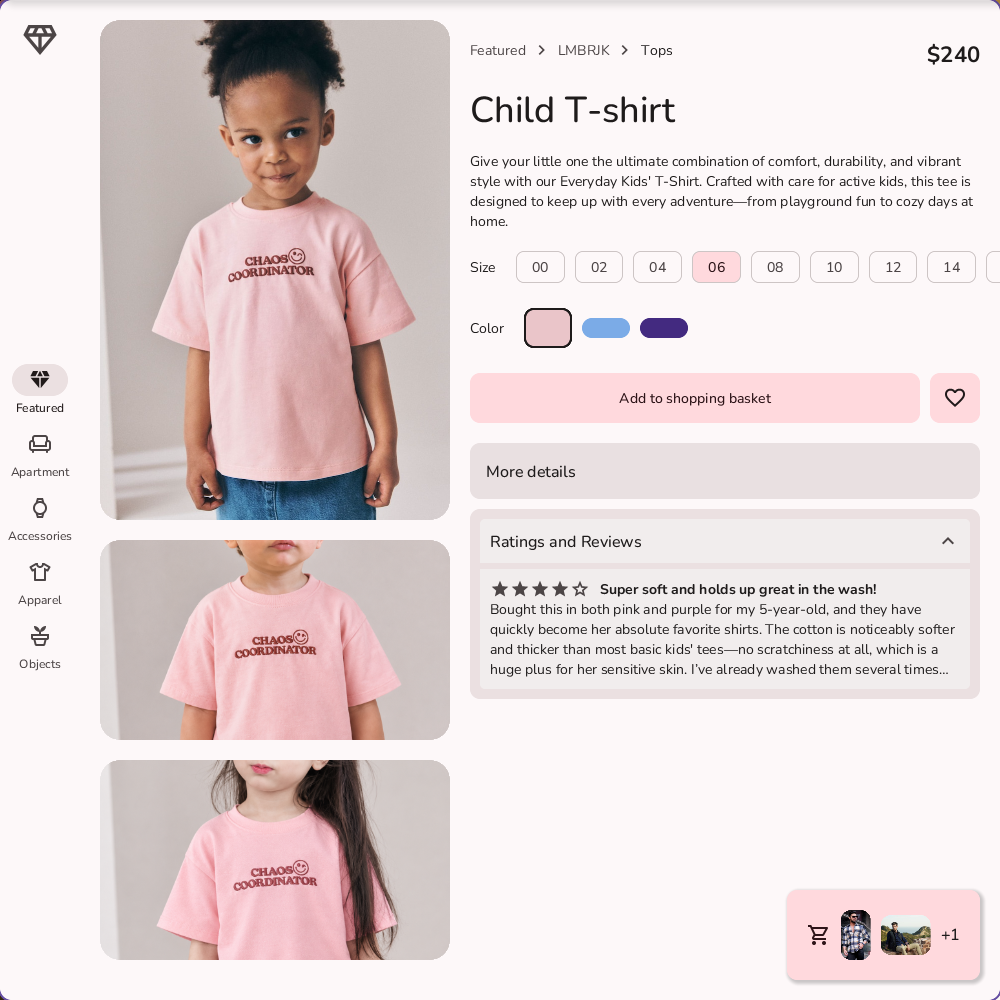 Featured > LMBRJK > Tops
$240
Child T-shirt
Give your little one the ultimate combination of comfort, durability, and vibrant
style with our Everyday Kids' T-Shirt. Crafted with care for active kids, this tee is
designed to keep up with every adventure—from playground fun to cozy days at
home.
Size 00 02 04 06 08 10 12 14
Color
Add to shopping basket
More details
Ratings and Reviews
Super soft and holds up great in the wash!
Bought this in both pink and purple for my 5-year-old, and they have
quickly become her absolute favorite shirts. The cotton is noticeably softer
and thicker than most basic kids' tees—no scratchiness at all, which is a
huge plus for her sensitive skin. I've already washed them several times...
+1
Featured
Apartment
Accessories
Apparel
Objects
CHAOS
COORDINATOR
CHAOS
COORDINATOR
CHAOS
COORDINATOR